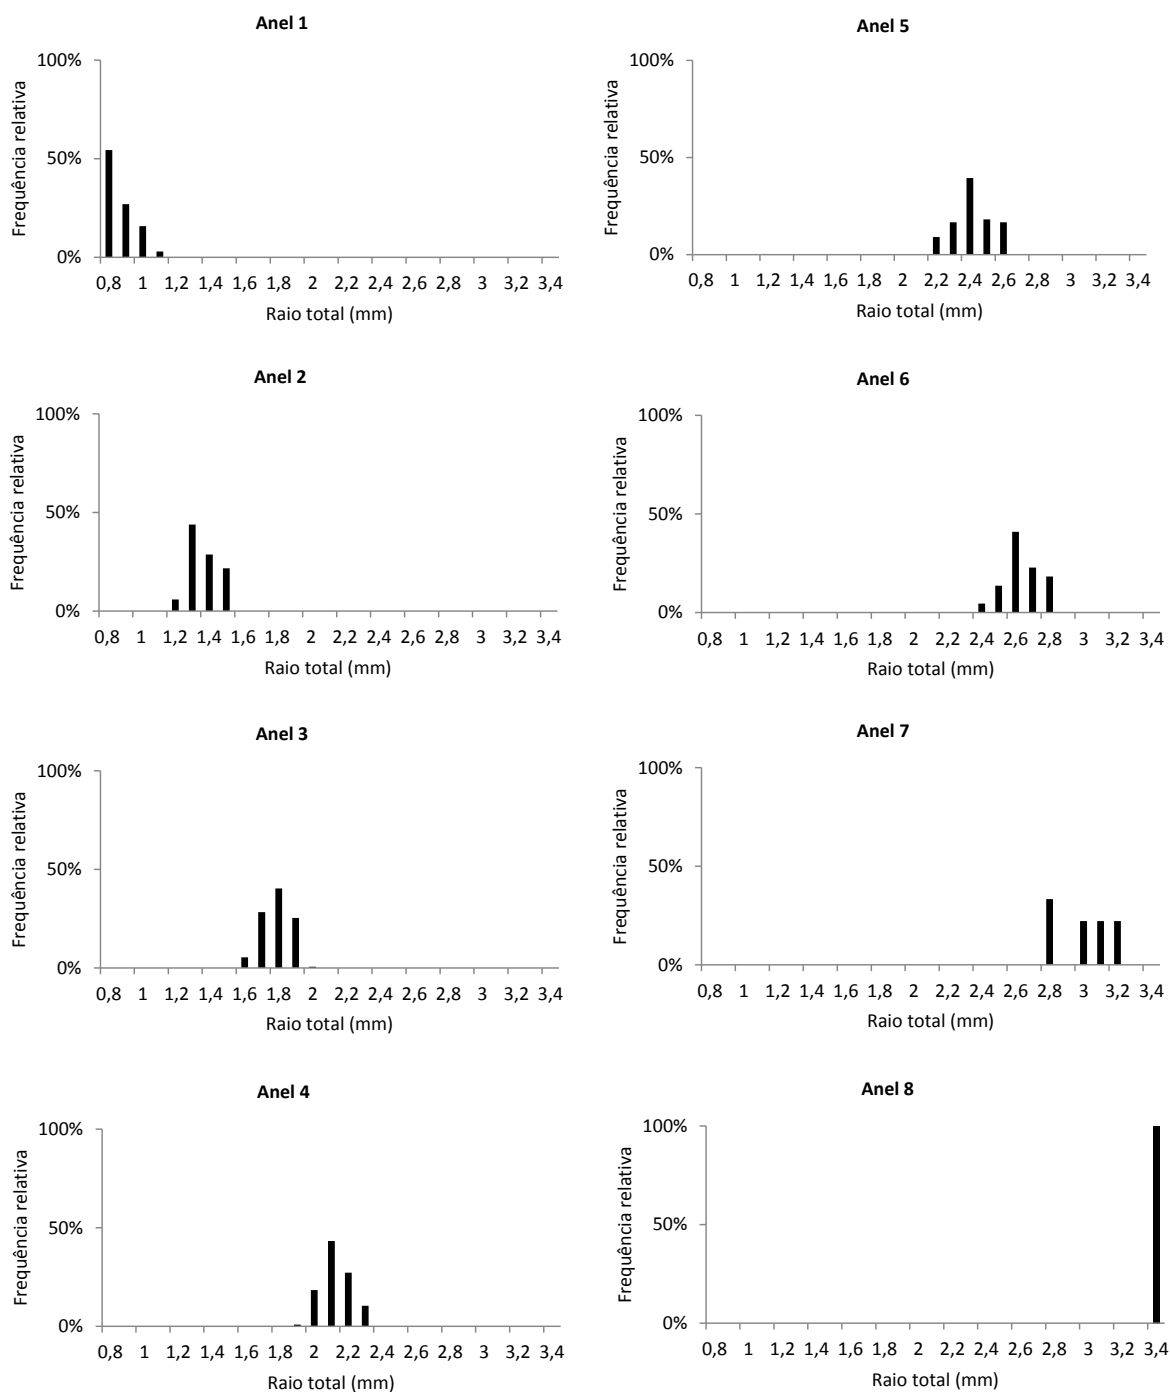 Anel 1
Frequência relativa
100%
50%
0%
0,8 1 1,2 1,4 1,6 1,8 2 2,2 2,4 2,6 2,8 3 3,2 3,4
Raio total (mm)
Anel 2
Frequência relativa
100%
50%
0%
0,8 1 1,2 1,4 1,6 1,8 2 2,2 2,4 2,6 2,8 3 3,2 3,4
Raio total (mm)
Anel 3
Frequência relativa
100%
50%
0%
0,8 1 1,2 1,4 1,6 1,8 2 2,2 2,4 2,6 2,8 3 3,2 3,4
Raio total (mm)
Anel 4
Frequência relativa
100%
50%
0%
0,8 1 1,2 1,4 1,6 1,8 2 2,2 2,4 2,6 2,8 3 3,2 3,4
Raio total (mm)
Anel 5
Frequência relativa
100%
50%
0%
0,8 1 1,2 1,4 1,6 1,8 2 2,2 2,4 2,6 2,8 3 3,2 3,4
Raio total (mm)
Anel 6
Frequência relativa
100%
50%
0%
0,8 1 1,2 1,4 1,6 1,8 2 2,2 2,4 2,6 2,8 3 3,2 3,4
Raio total (mm)
Anel 7
Frequência relativa
100%
50%
0%
0,8 1 1,2 1,4 1,6 1,8 2 2,2 2,4 2,6 2,8 3 3,2 3,4
Raio total (mm)
Anel 8
Frequência relativa
100%
50%
0%
0,8 1 1,2 1,4 1,6 1,8 2 2,2 2,4 2,6 2,8 3 3,2 3,4
Raio total (mm)